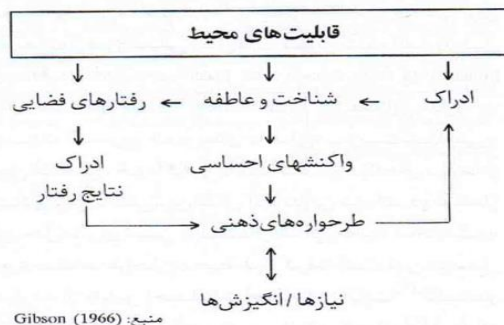 قابلیت‌های محیط
ادراک
شناخت و عاطفه
رفتارهای فضایی
واکنشهای احساسی
ادراک
نتایج رفتار
طرحواره‌های ذهنی
نیازها / انگیزش‌ها
منبع: Gibson (1966)